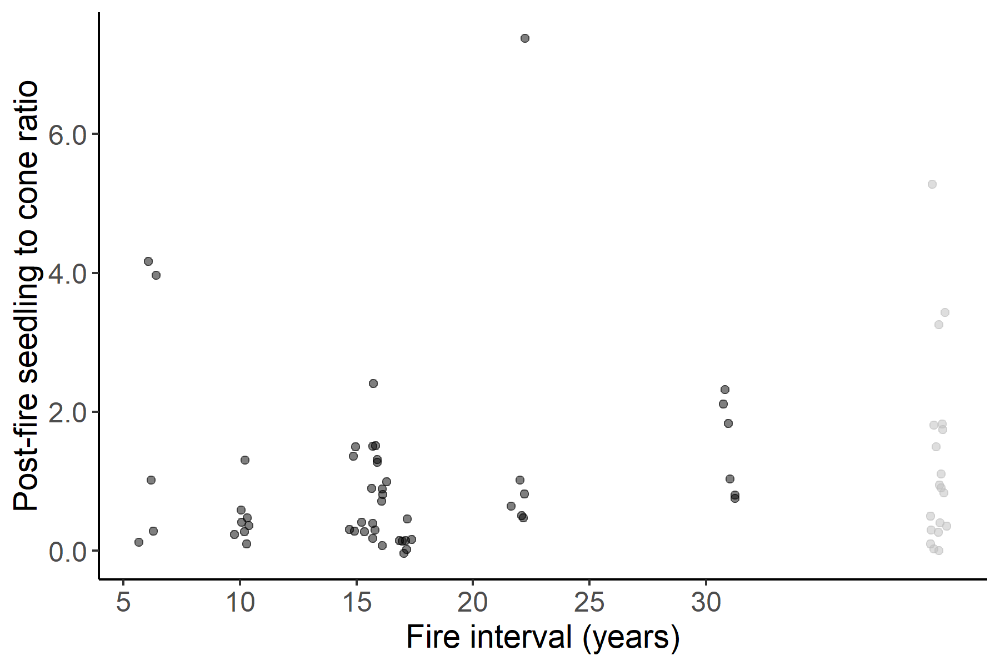 Post-fire seedling to cone ratio
6.0
4.0
2.0
0.0
5 10 15 20 25 30
Fire interval (years)